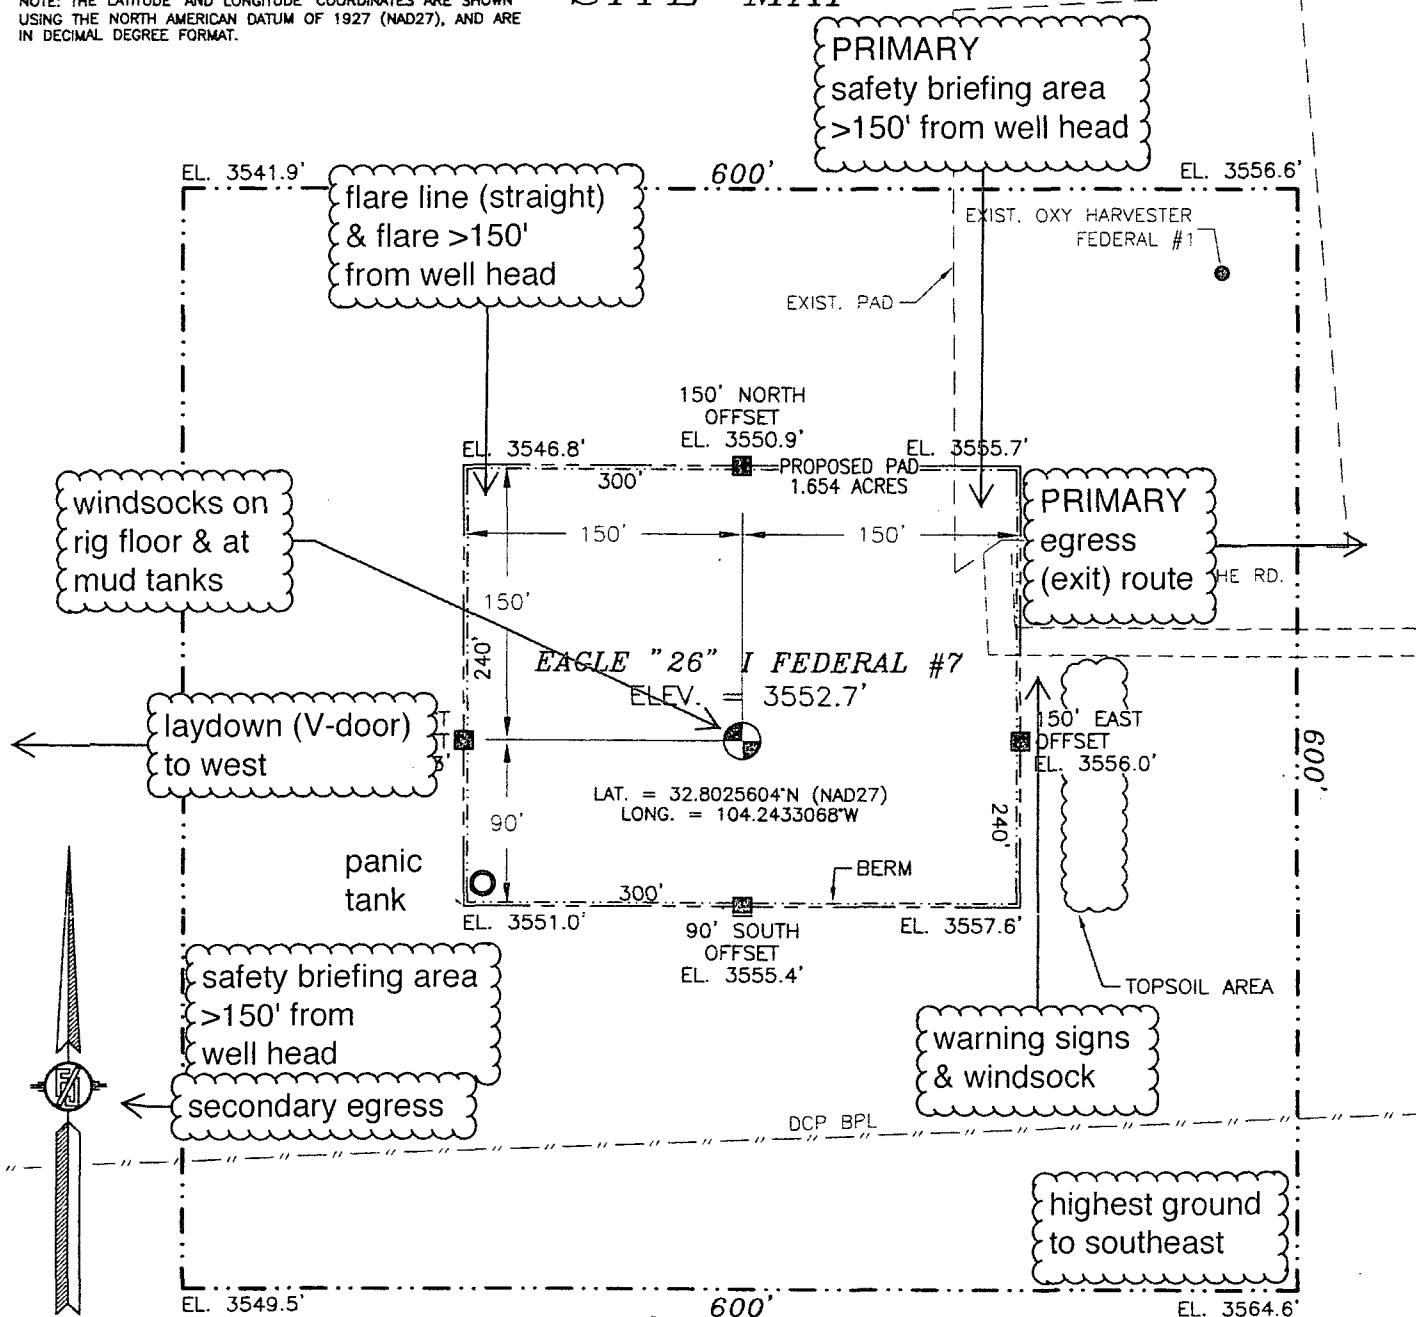 NOTE: THE LATITUDE AND LONGITUDE COORDINATES ARE SHOWN
USING THE NORTH AMERICAN DATUM OF 1927 (NAD27), AND ARE
IN DECIMAL DEGREE FORMAT.
SITE MAP
PRIMARY
safety briefing area
>150' from well head
EL. 3541.9'
600'
EL. 3556.6'
flare line (straight)
& flare >150'
from well head
EXIST. OXY HARVESTER
FEDERAL #1
EXIST. PAD
150' NORTH
OFFSET
EL. 3550.9'
EL. 3546.8'
EL. 3555.7'
300'
PROPOSED PAD
1.654 ACRES
windsocks on
rig floor & at
mud tanks
PRIMARY
egress
(exit) route
HE RD.
150'
150'
150'
240'
EAGLE "26" I FEDERAL #7
ELEV. = 3552.7'
laydown (V-door)
to west
3'
150' EAST
OFFSET
EL. 3556.0'
600'
LAT. = 32.8025604°N (NAD27)
LONG. = 104.2433068°W
90'
240'
panic
tank
BERM
300'
EL. 3551.0'
EL. 3557.6'
90' SOUTH
OFFSET
EL. 3555.4'
safety briefing area
>150' from
well head
TOPSOIL AREA
warning signs
& windsock
secondary egress
DCP BPL
highest ground
to southeast
EL. 3549.5'
600'
EL. 3564.6'